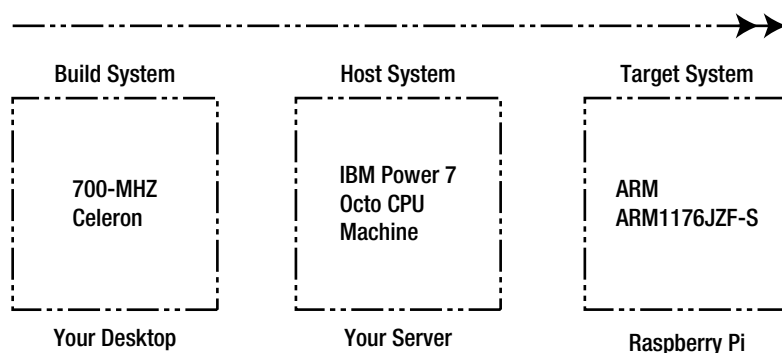 Build System
Host System
Target System
700-MHZ
Celeron
IBM Power 7
Octo CPU
Machine
ARM
ARM1176JZF-S
Your Desktop
Your Server
Raspberry Pi